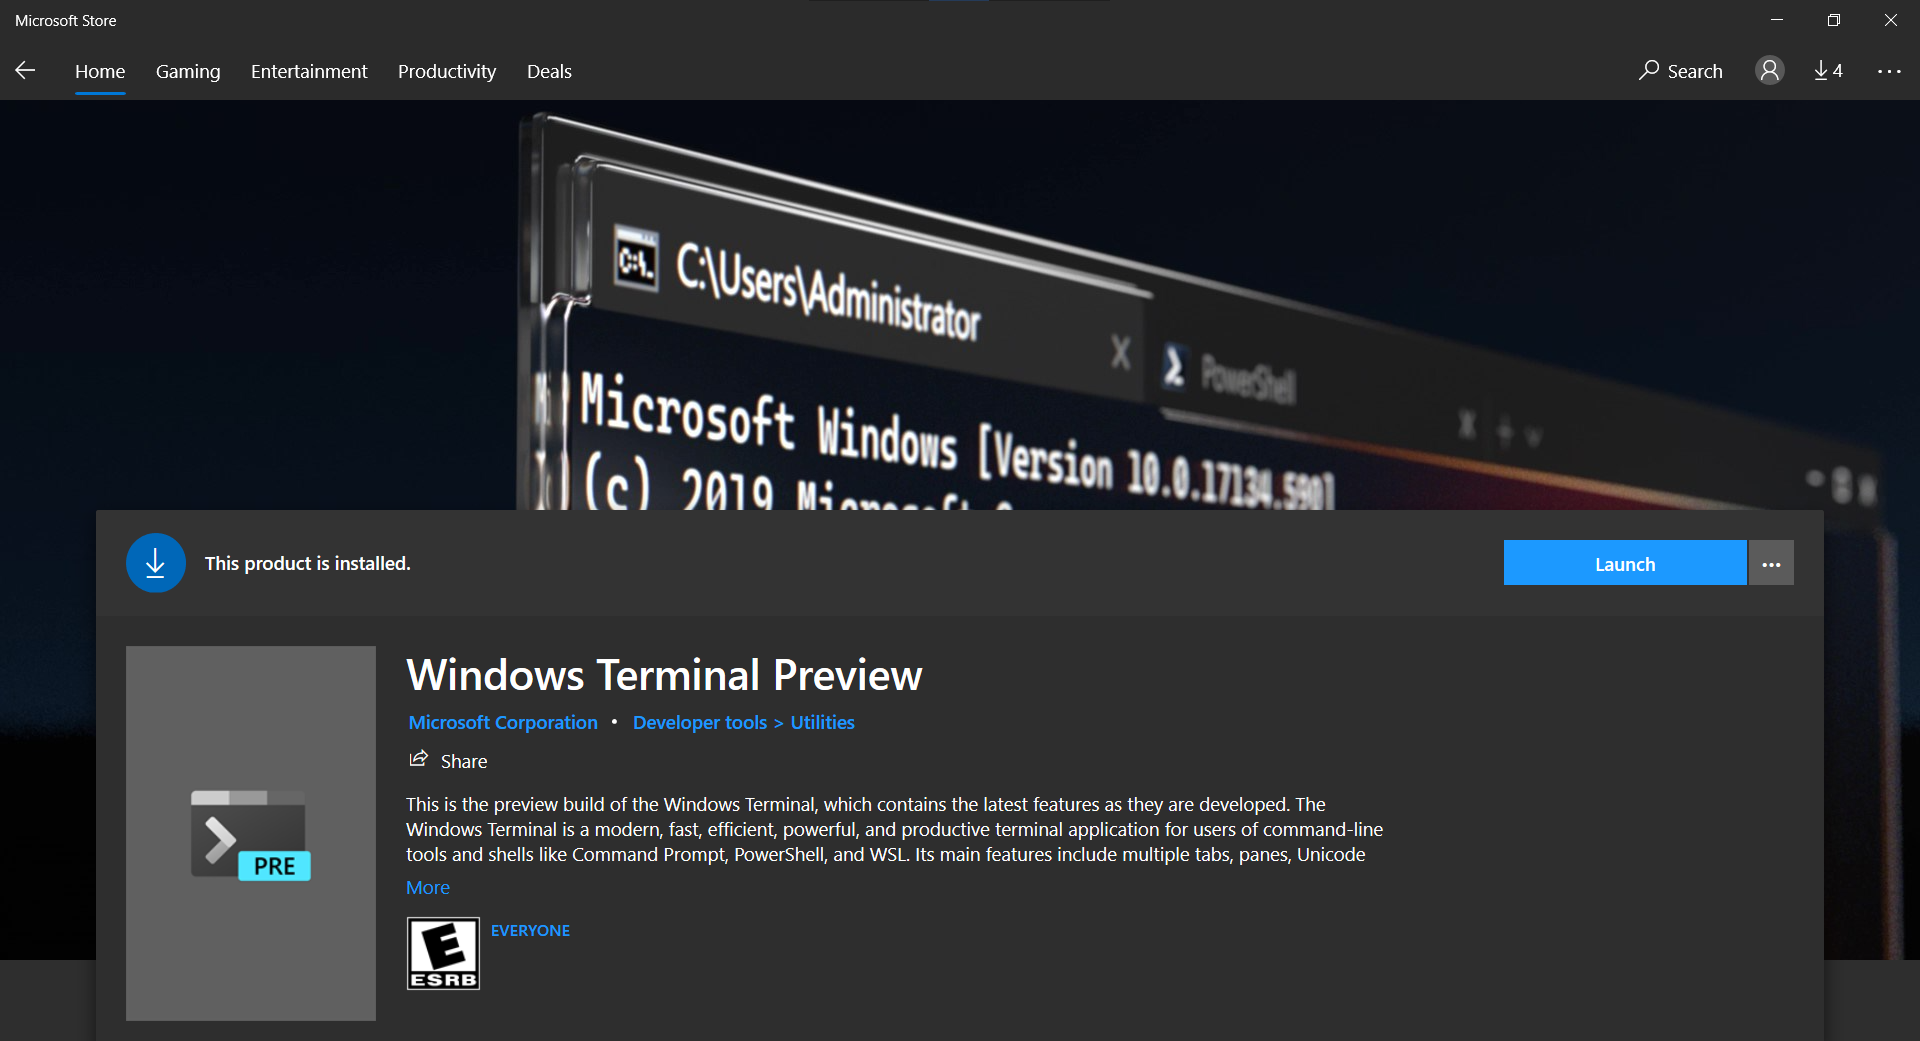 Microsoft Store
Home Gaming Entertainment Productivity Deals Search 4
C:\_
C:\Users\Administrator
PowerShell
Microsoft Windows [Version 10.0.17134.590]
(c) 2019
This product is installed.
Launch
PRE
Windows Terminal Preview
Microsoft Corporation • Developer tools > Utilities
Share
This is the preview build of the Windows Terminal, which contains the latest features as they are developed. The
Windows Terminal is a modern, fast, efficient, powerful, and productive terminal application for users of command-line
tools and shells like Command Prompt, PowerShell, and WSL. Its main features include multiple tabs, panes, Unicode
More
E
ESRB
EVERYONE